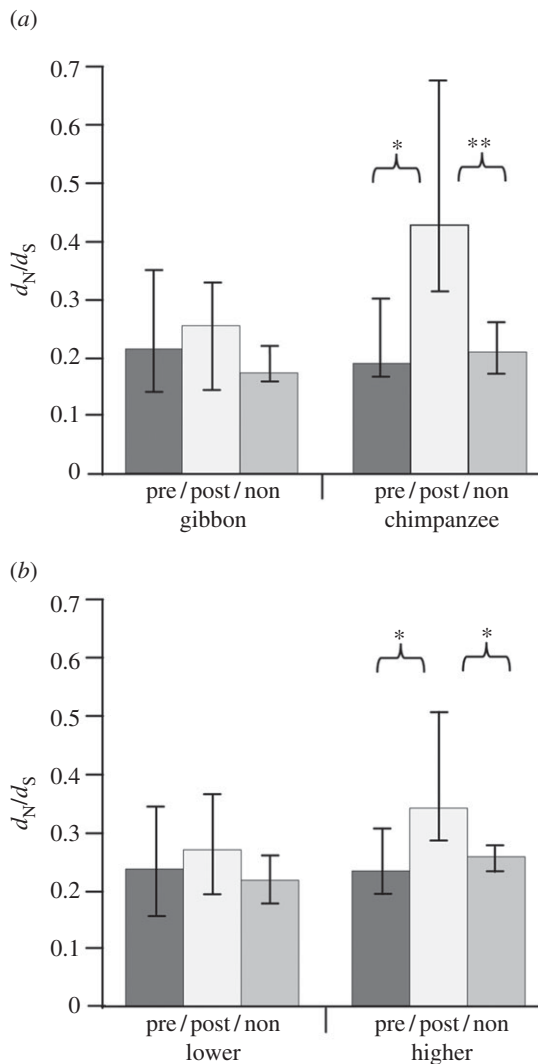 (a)
0.7
0.6
0.5
0.4
0.3
0.2
0.1
0
dN/dS
* **
pre / post / non pre / post / non
gibbon chimpanzee
(b)
0.7
0.6
0.5
0.4
0.3
0.2
0.1
0
dN/dS
* *
pre / post / non pre / post / non
lower higher